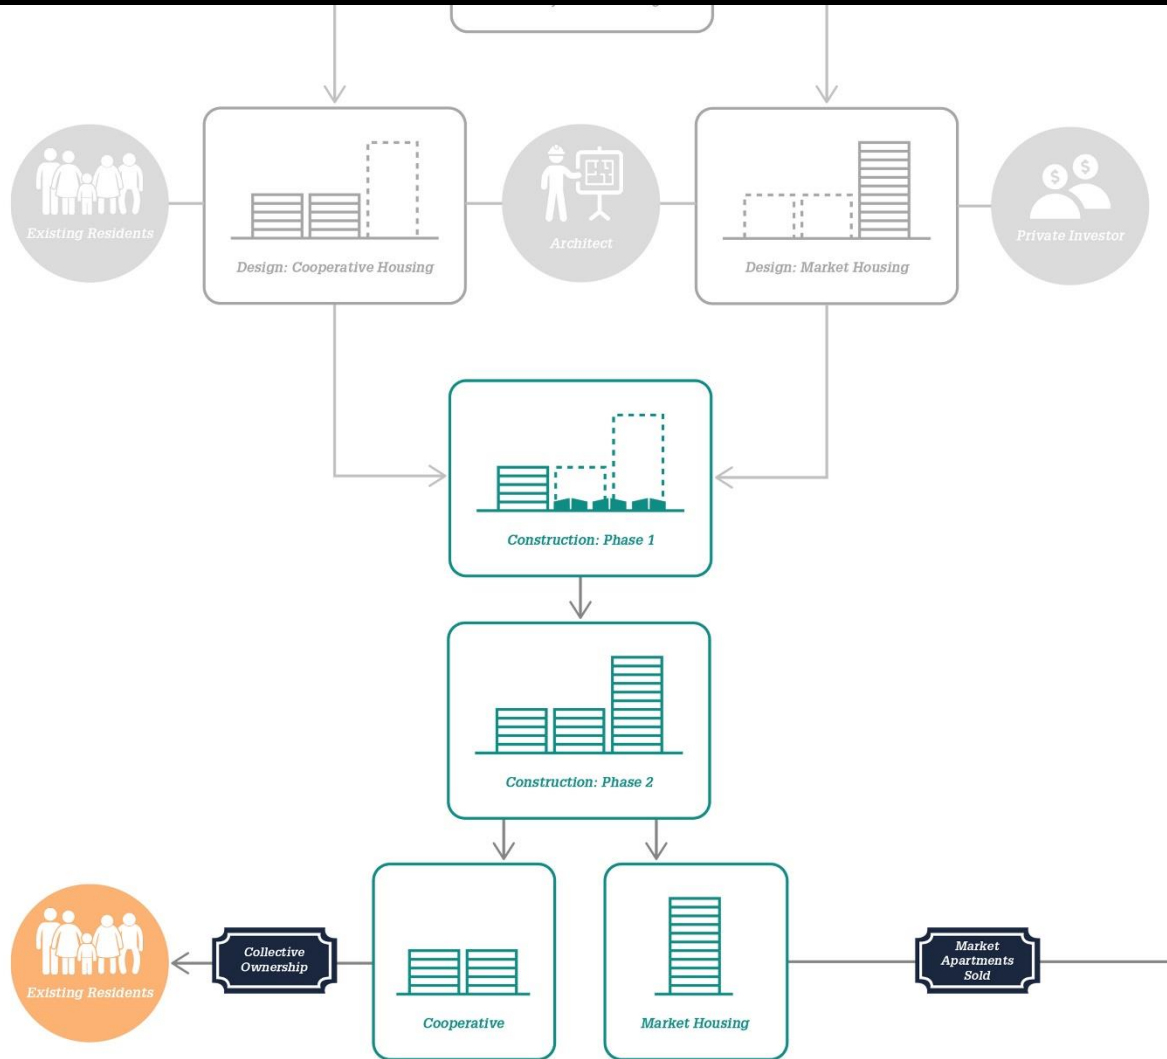 Existing Residents
Design: Cooperative Housing
Architect
Design: Market Housing
$
$
Private Investor
Construction: Phase 1
Construction: Phase 2
Existing Residents
Collective
Ownership
Cooperative
Market Housing
Market
Apartments
Sold